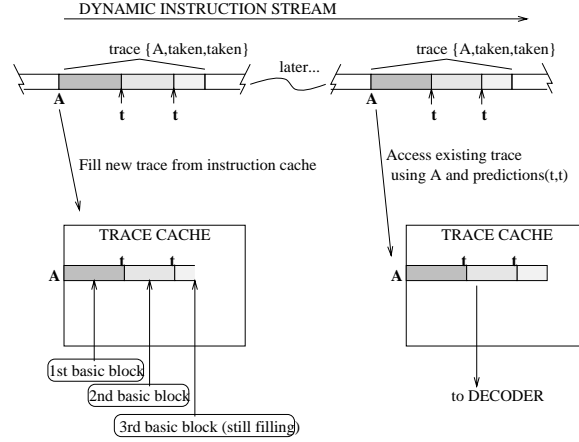 DYNAMIC INSTRUCTION STREAM
trace {A,taken,taken}
trace {A,taken,taken}
later...
A
t
t
A
t
t
Fill new trace from instruction cache
Access existing trace
using A and predictions(t,t)
TRACE CACHE
t
t
A
1st basic block
2nd basic block
3rd basic block (still filling)
TRACE CACHE
t
t
A
to DECODER